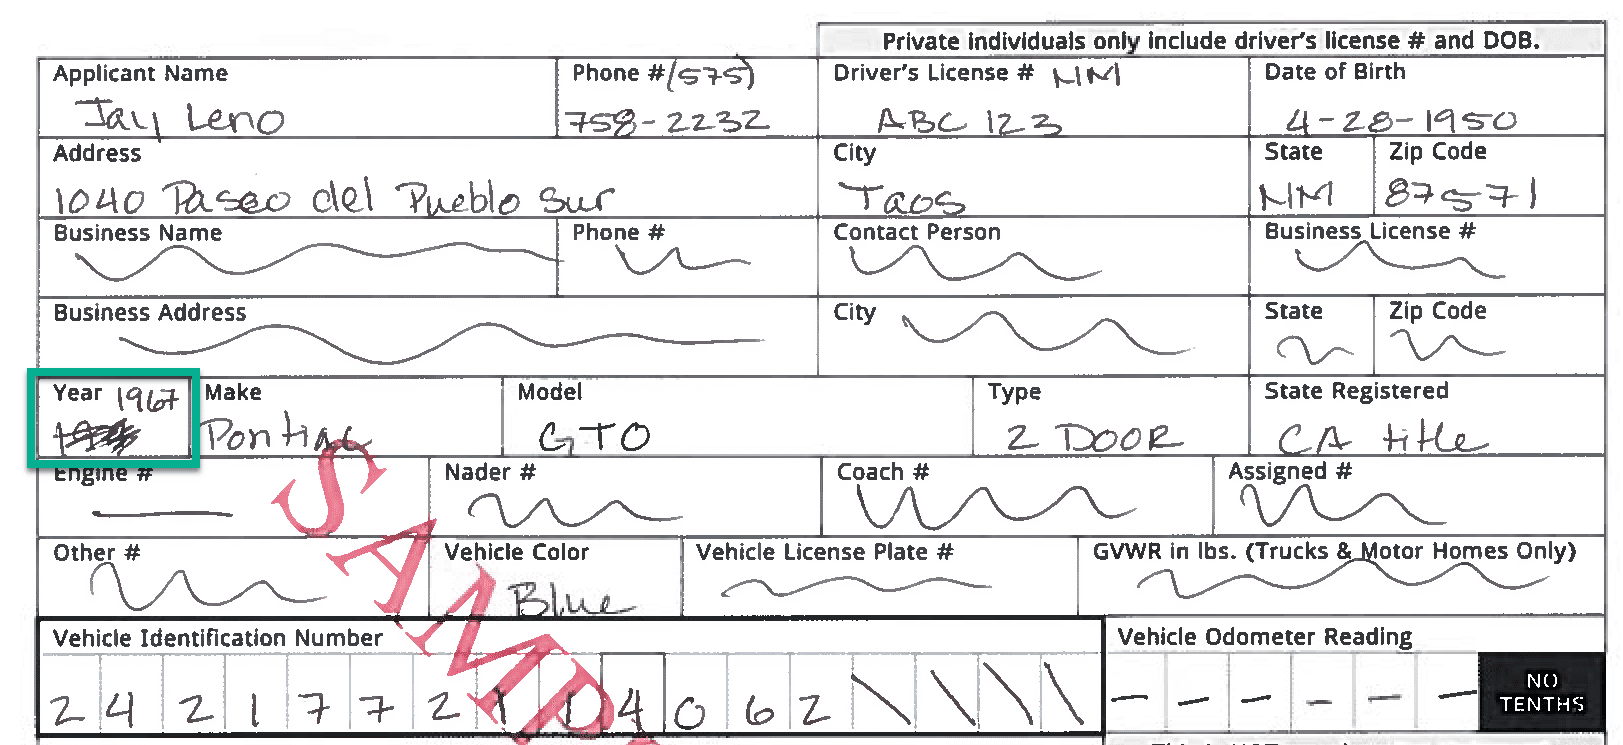 Private individuals only include driver's license # and DOB.
Applicant Name Phone # (575) Driver's License # NM Date of Birth
Jay Leno 758-2232 ABC 123 4-28-1950
Address City State Zip Code
1040 Paseo del Pueblo Sur Taos NM 87571
Business Name Phone # Contact Person Business License #
Business Address City State Zip Code
Year 1967 Make Model Type State Registered
Pontiac GTO 2 DOOR CA title
Engine # Nader # Coach # Assigned #
Other # Vehicle Color Vehicle License Plate # GVWR in lbs. (Trucks & Motor Homes Only)
Blue
Vehicle Identification Number Vehicle Odometer Reading
2 4 2 1 7 7 2 1 1 4 0 6 2 \ \ \ \ - - - - - - NO
TENTHS
SAMP